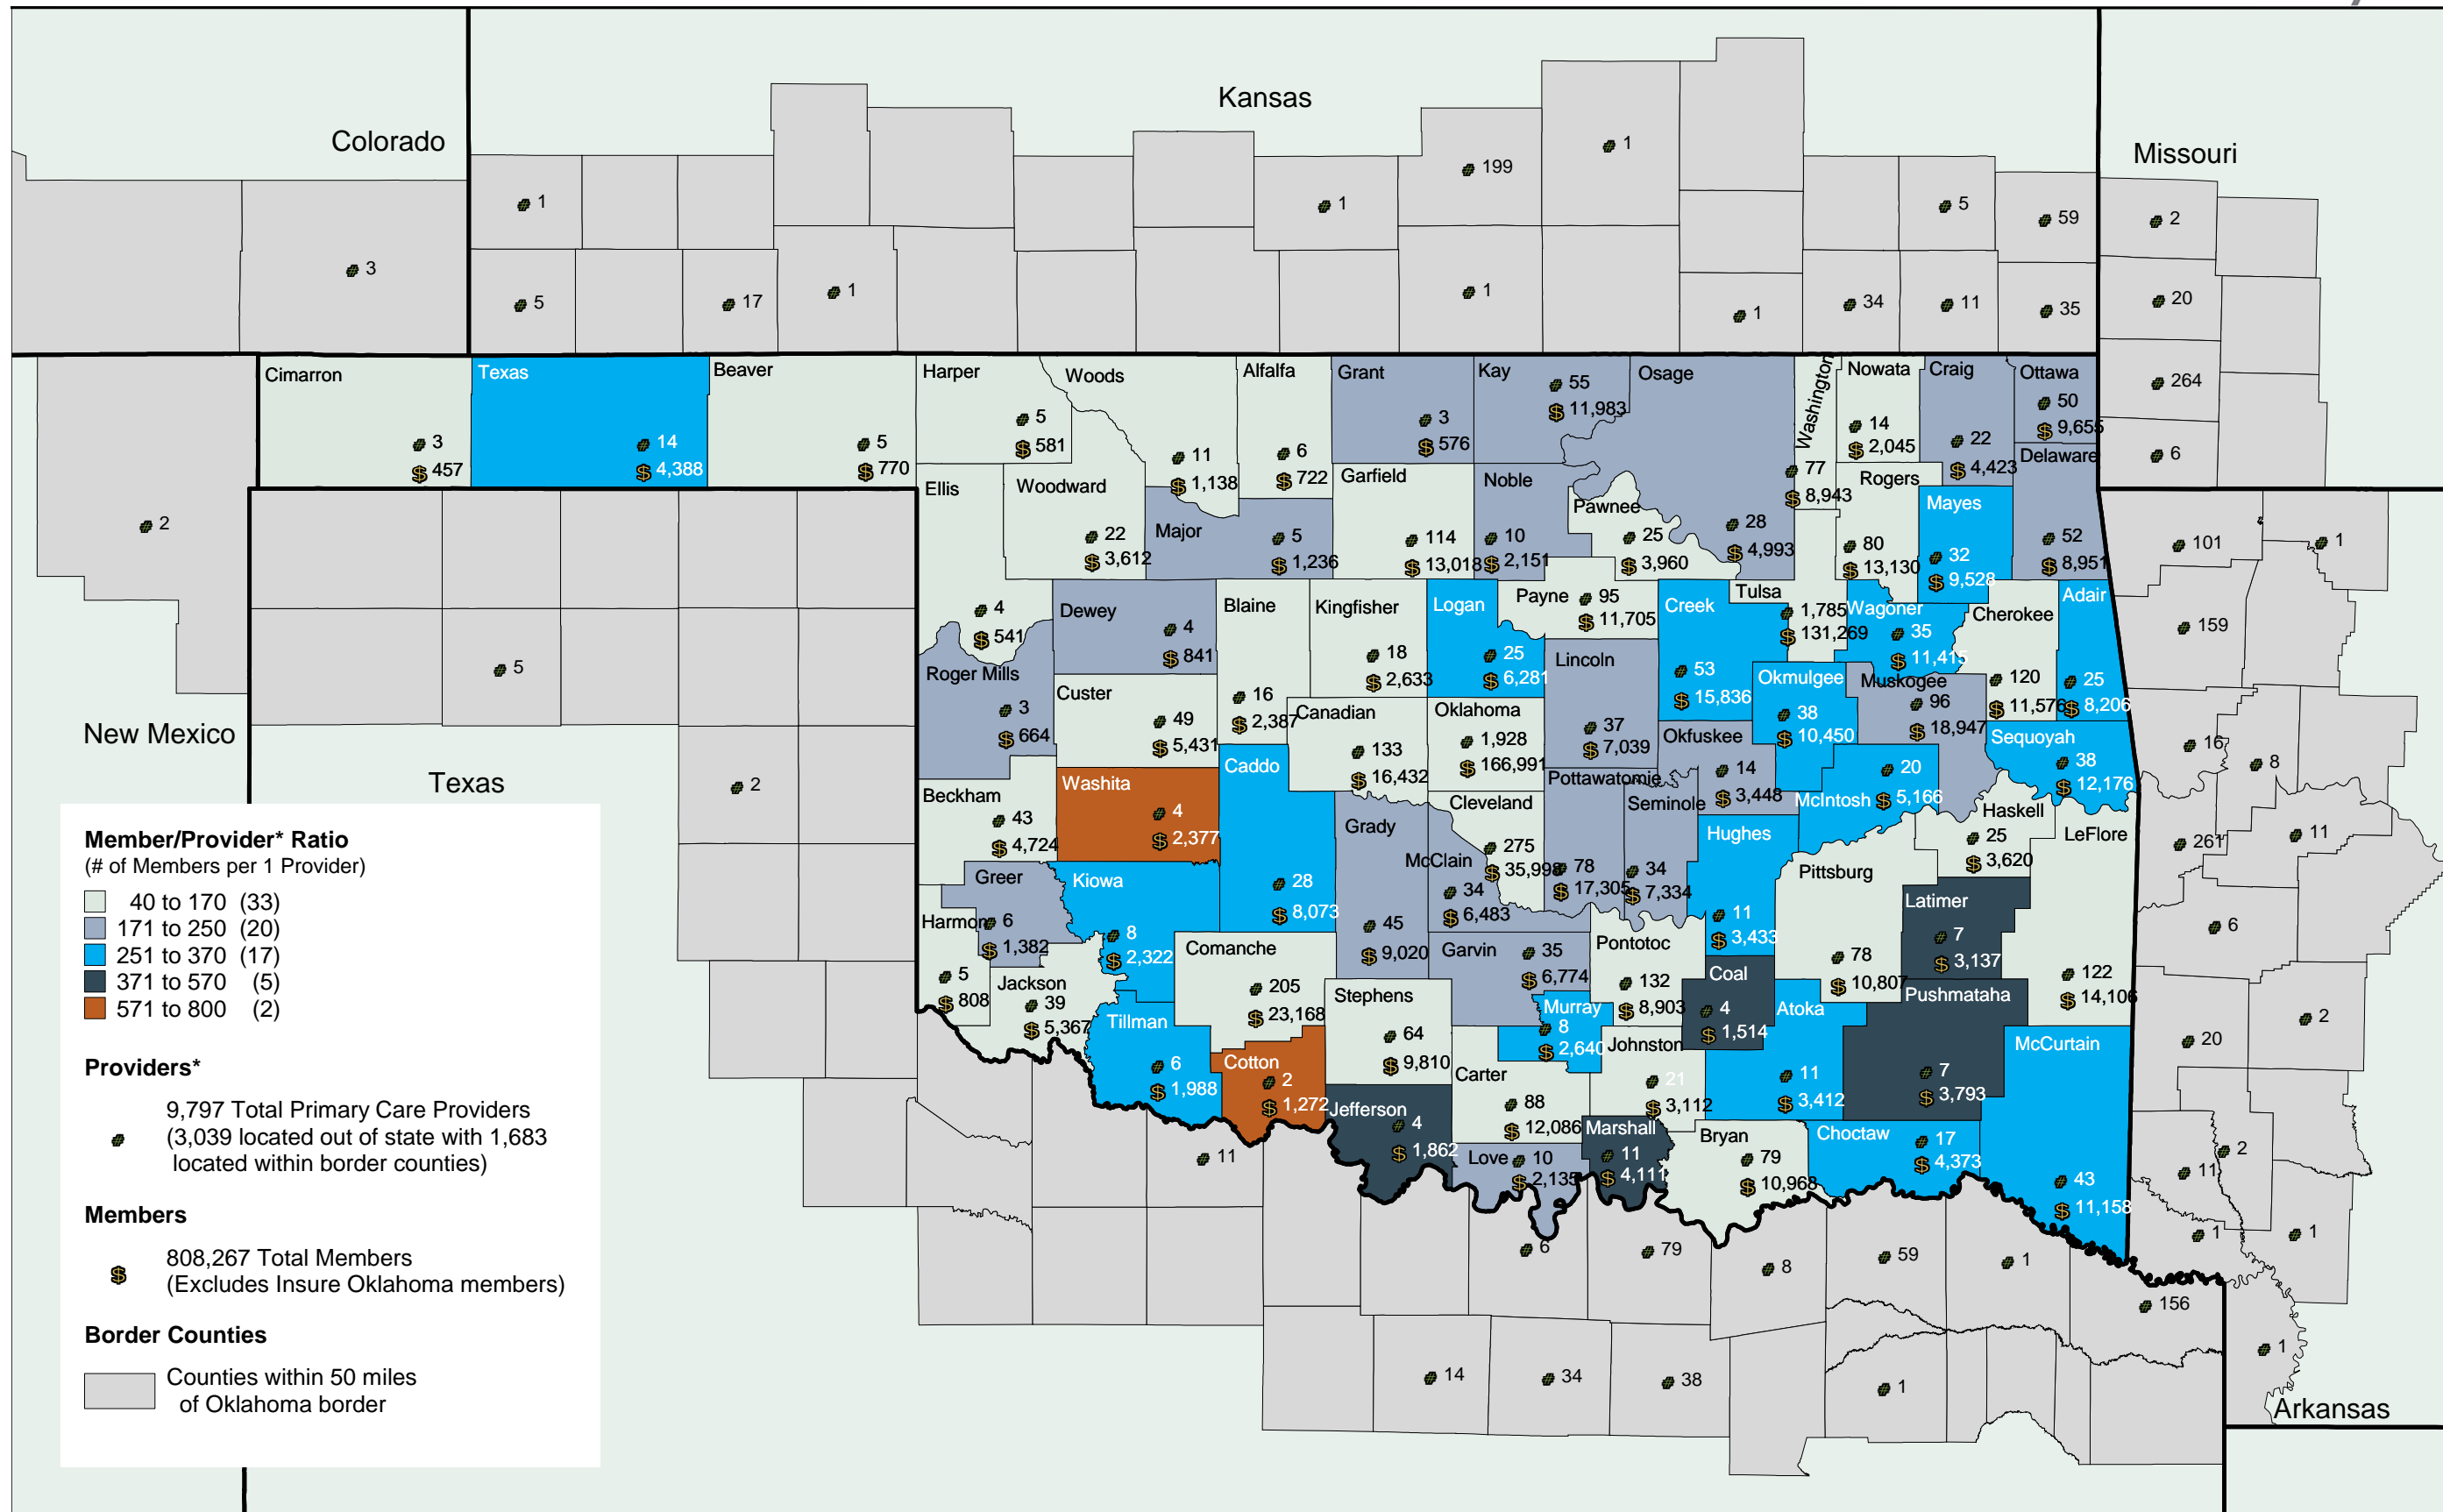 Kansas
Colorado
Missouri
199
1
1
1
5
59
2
3
5
17
1
1
1
34
11
35
20
264
6
Cimarron
3
457
Texas
14
4,388
Beaver
5
770
Harper
5
581
Woods
11
1,138
Alfalfa
6
722
Grant
3
576
Kay
55
11,983
Osage
28
4,993
Washington
77
8,943
Nowata
14
2,045
Craig
22
4,423
Ottawa
50
9,655
Delaware
52
8,951
Ellis
4
541
Woodward
22
3,612
Major
5
1,236
Garfield
114
13,018
Noble
10
2,151
Pawnee
25
3,960
Rogers
80
13,130
Mayes
32
9,528
Roger Mills
3
664
Dewey
4
841
Blaine
16
2,387
Kingfisher
18
2,633
Logan
25
6,281
Payne
95
11,705
Creek
53
15,836
Tulsa
1,785
131,269
Wagoner
35
11,415
Cherokee
120
11,576
Adair
25
8,206
Custer
49
5,431
Canadian
133
16,432
Oklahoma
1,928
166,991
Lincoln
37
7,039
Okmulgee
38
10,450
Muskogee
96
18,947
Sequoyah
38
12,176
Okfuskee
14
3,448
McIntosh
20
5,166
Beckham
43
4,724
Washita
4
2,377
Caddo
28
8,073
Grady
45
9,020
McClain
34
6,483
Cleveland
275
35,998
Pottawatomie
78
17,305
Seminole
34
7,334
Hughes
11
3,433
Haskell
25
3,620
LeFlore
122
14,106
Pittsburg
78
10,807
Latimer
7
3,137
Greer
6
1,382
Kiowa
8
2,322
Harmon
5
808
Jackson
39
5,367
Comanche
205
23,168
Garvin
35
6,774
Pontotoc
132
8,903
Coal
4
1,514
Pushmataha
7
3,793
Tillman
6
1,988
Cotton
2
1,272
Stephens
64
9,810
Murray
8
2,640
Johnston
21
3,112
Atoka
11
3,412
McCurtain
43
11,158
Jefferson
4
1,862
Carter
88
12,086
Love
10
2,135
Marshall
11
4,111
Bryan
79
10,968
Choctaw
17
4,373
2
New Mexico
Texas
5
2
11
6
79
8
59
1
156
14
34
38
1
101
1
159
16
8
261
11
6
20
2
11
2
1
1
1
Arkansas
Member/Provider* Ratio
(# of Members per 1 Provider)
40 to 170 (33)
171 to 250 (20)
251 to 370 (17)
371 to 570 (5)
571 to 800 (2)
Providers*
9,797 Total Primary Care Providers
(3,039 located out of state with 1,683
located within border counties)
Members
808,267 Total Members
(Excludes Insure Oklahoma members)
Border Counties
Counties within 50 miles
of Oklahoma border